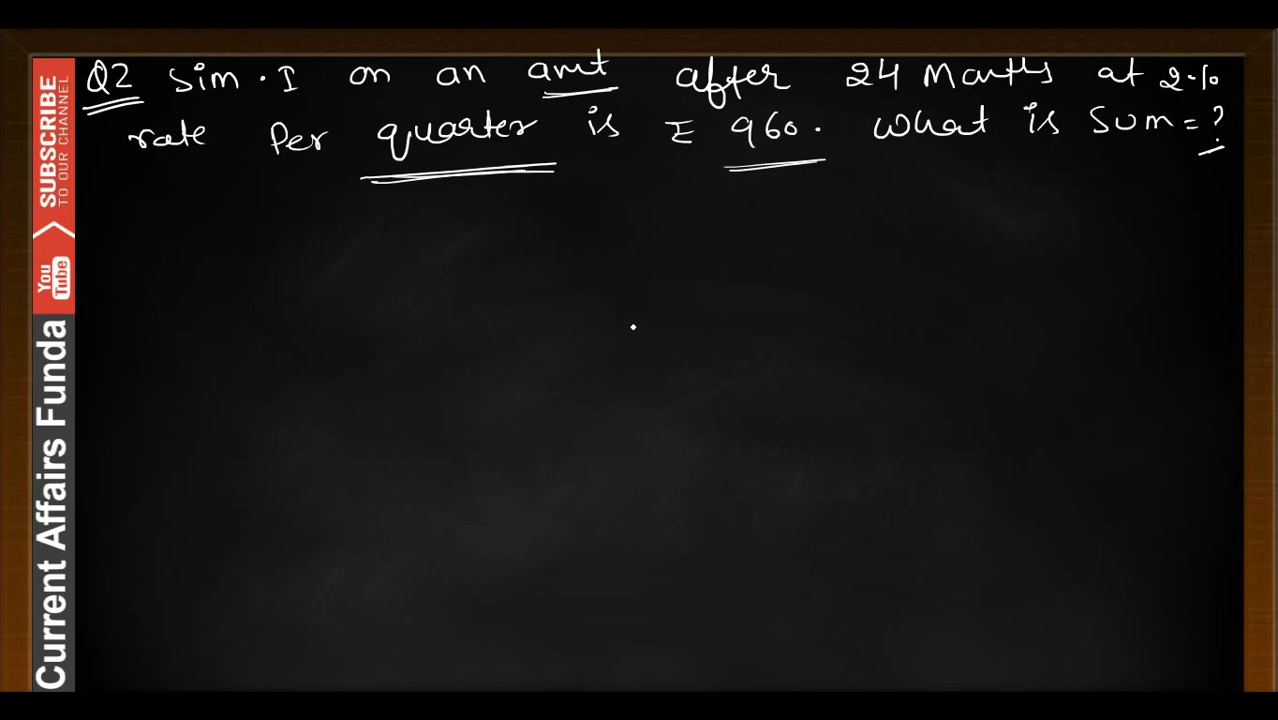 Q2 Sim. I on an amt after 24 Months at 2%
rate Per quarter is Σ 960. What is Sum = ?
SUBSCRIBE
TO OUR CHANNEL
You
Tube
Current Affairs Funda